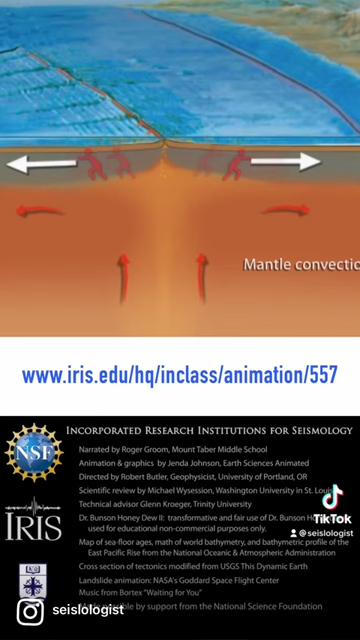 Mantle convectio
www.iris.edu/hq/inclass/animation/557
INCORPORATED RESEARCH INSTITUTIONS FOR SEISMOLOGY
NSF
Narrated by Roger Groom, Mount Taber Middle School
Animation & graphics by Jenda Johnson, Earth Sciences Animated
Directed by Robert Butler, Geophysicist, University of Portland, OR
Scientific review by Michael Wysession, Washington University in St. Louis
IRIS
Technical advisor Glenn Kroeger, Trinity University
Dr. Bunson Honey Dew II: transformative and fair use of Dr. Bunson
used for educational non-commercial purposes only.
TikTok
Map of sea-floor ages, math of world bathymetry, and bathymetric profile of the
@seislologist
East Pacific Rise from the National Oceanic & Atmospheric Administration
Cross section of tectonics modified from USGS This Dynamic Earth
Landslide animation: NASA's Goddard Space Flight Center
Music from Bortex "Waiting for You"
seislologist
possible by support from the National Science Foundation